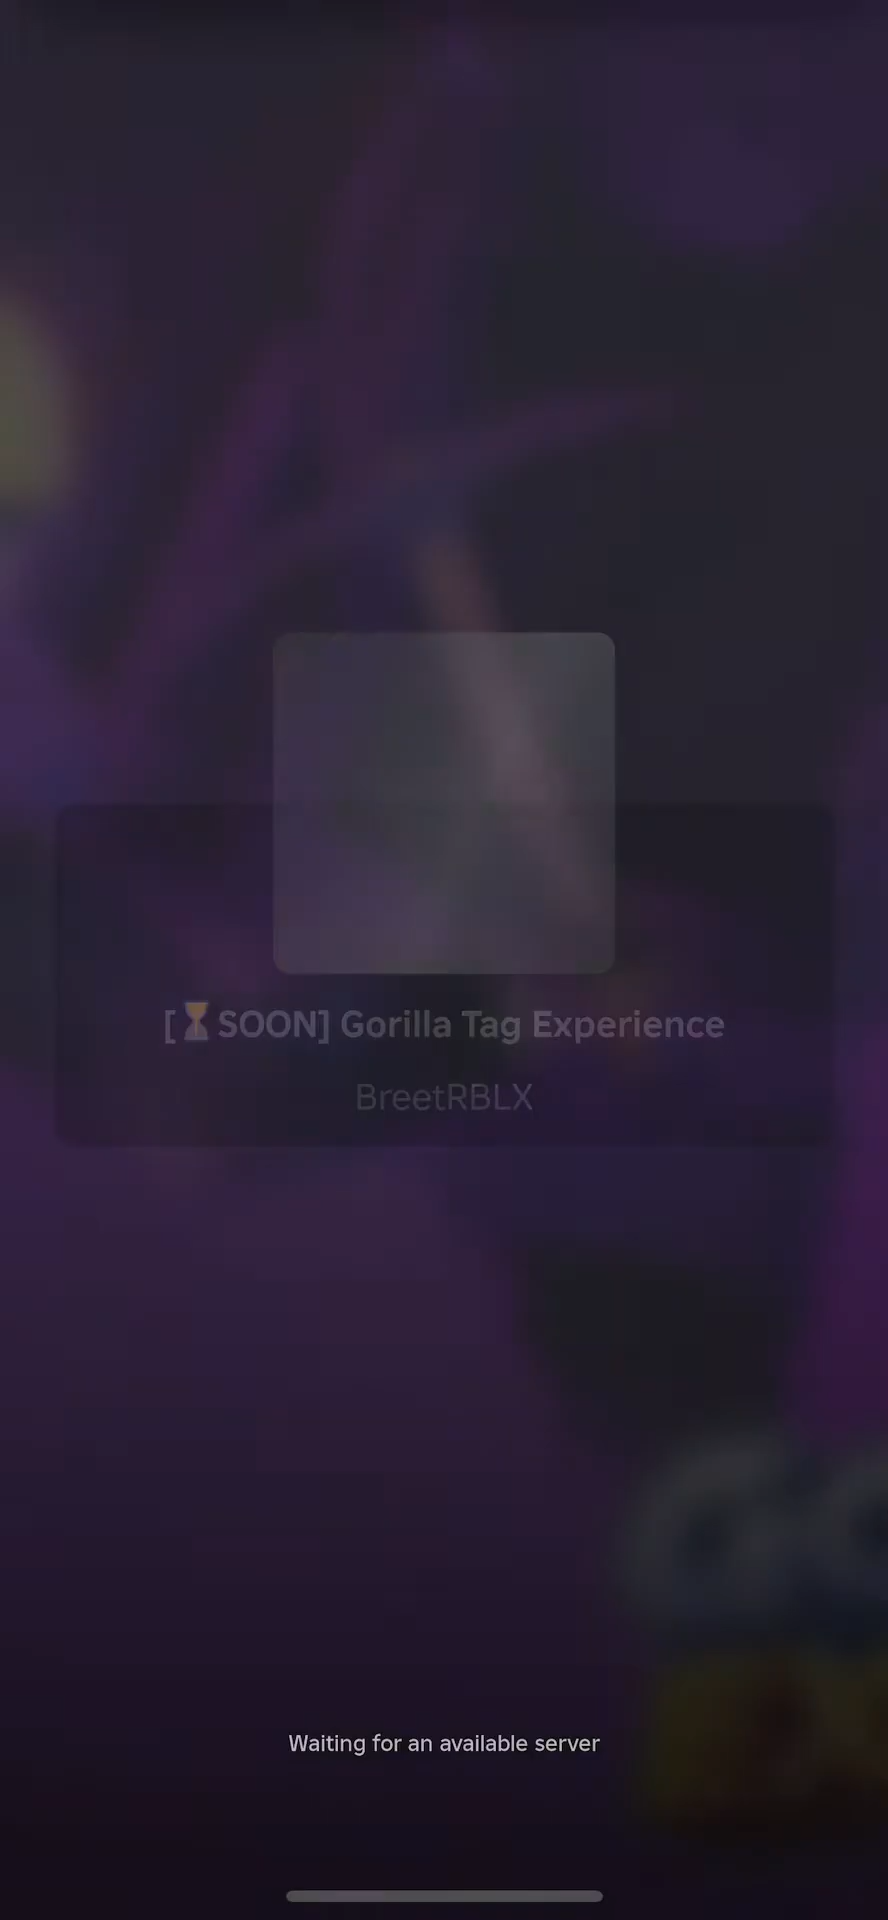 [⏳SOON] Gorilla Tag Experience
BreetRBLX
Waiting for an available server